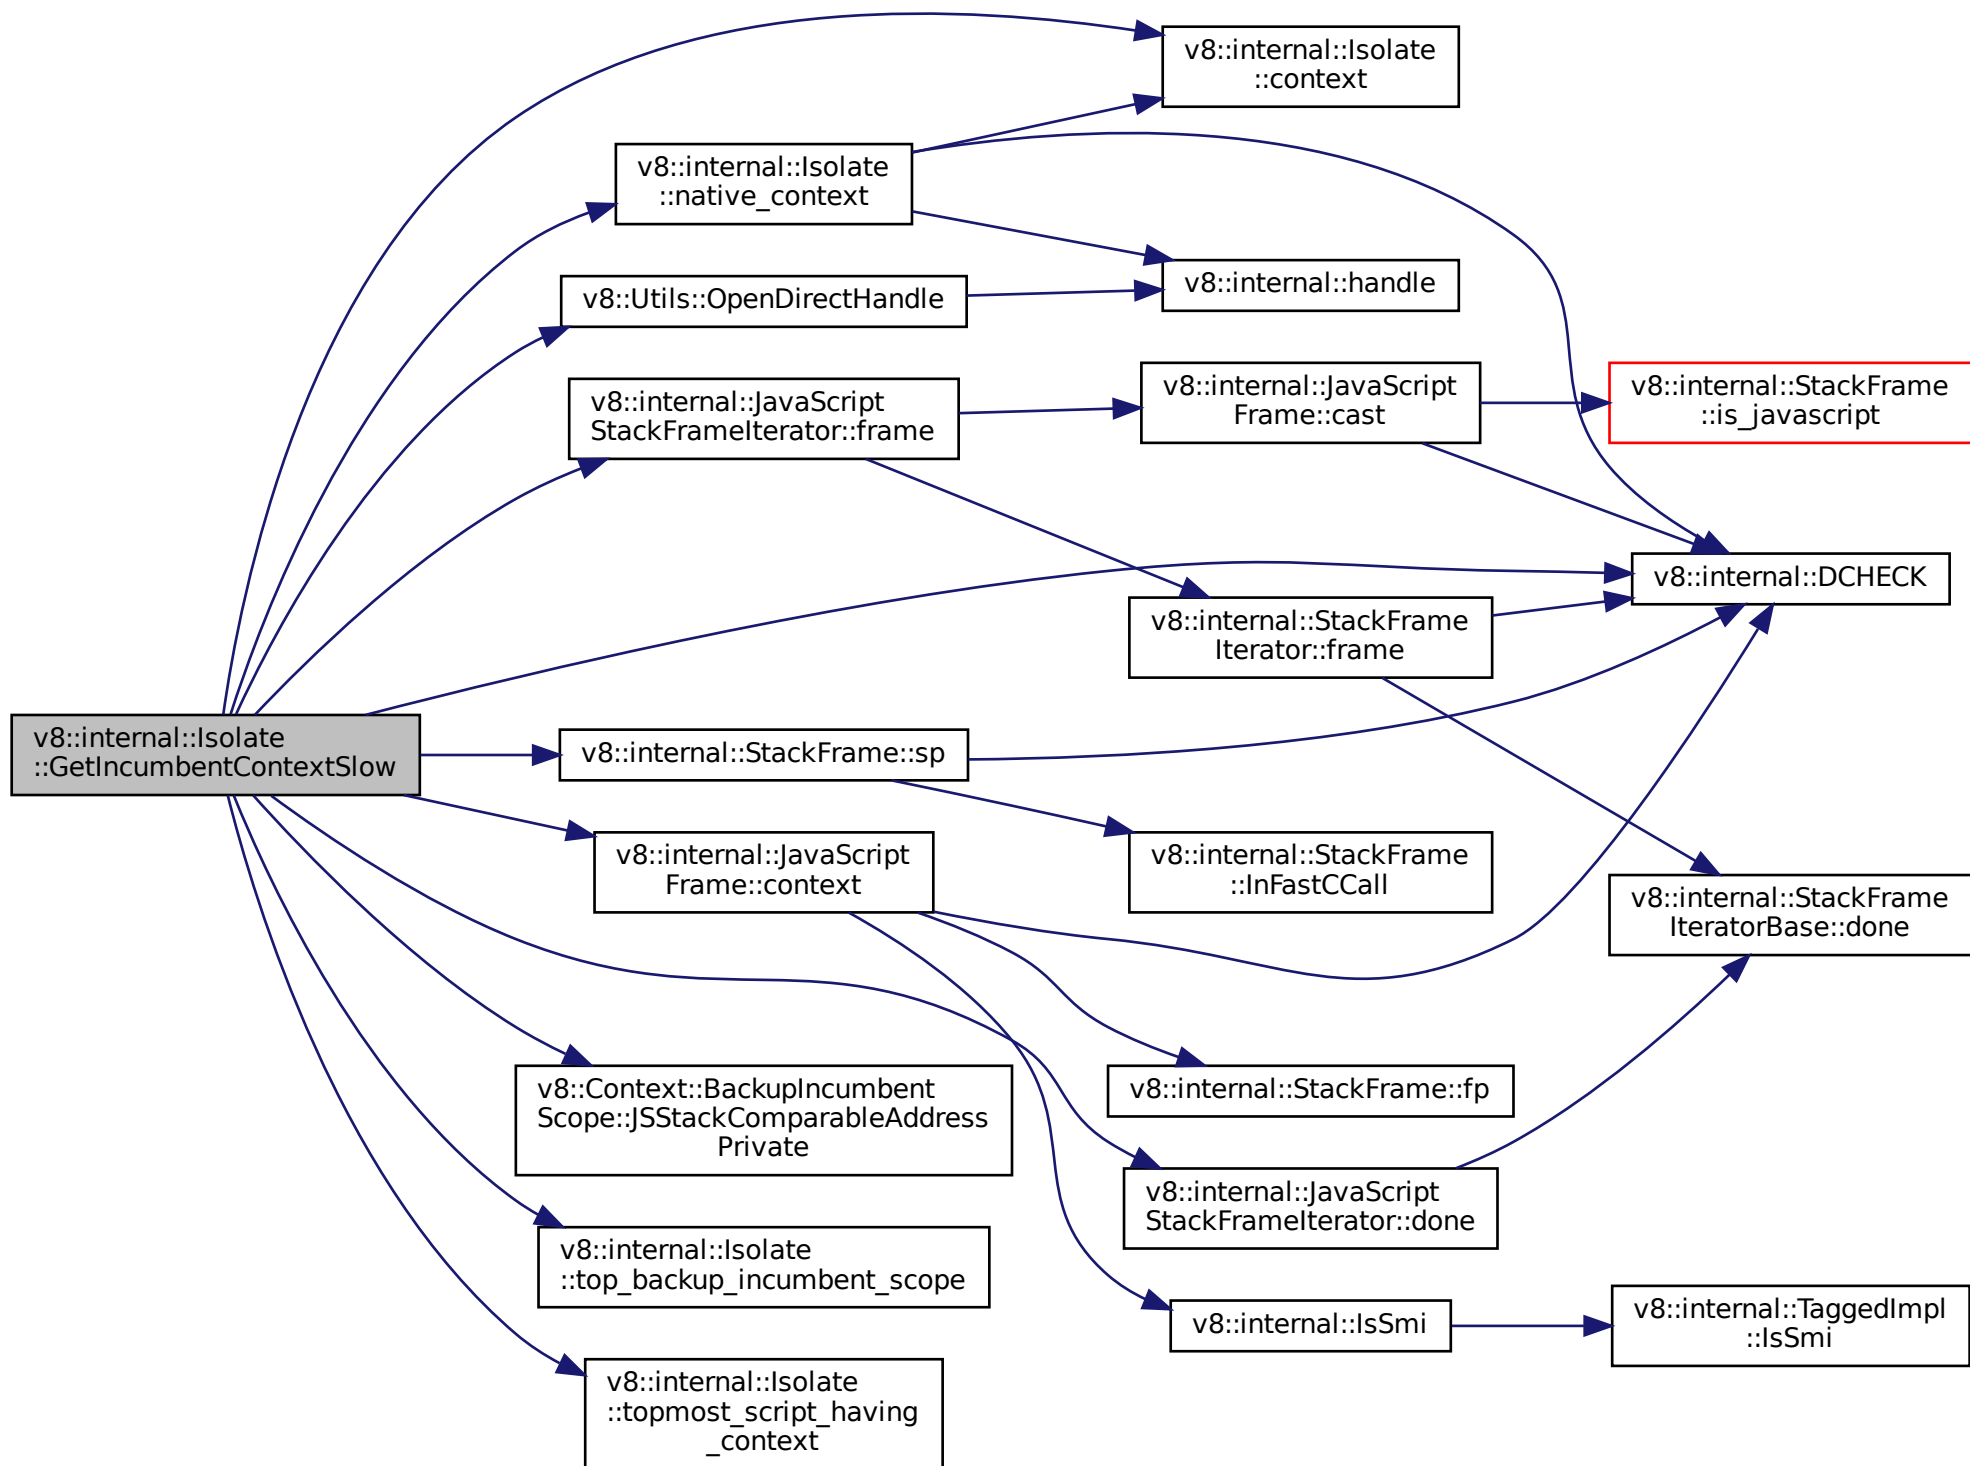 v8::internal::Isolate
::GetIncumbentContextSlow
v8::internal::Isolate
::context
v8::internal::Isolate
::native_context
v8::internal::handle
v8::Utils::OpenDirectHandle
v8::internal::JavaScript
StackFrameIterator::frame
v8::internal::JavaScript
Frame::cast
v8::internal::StackFrame
::is_javascript
v8::internal::DCHECK
v8::internal::StackFrame
Iterator::frame
v8::internal::StackFrame::sp
v8::internal::StackFrame
::InFastCCall
v8::internal::JavaScript
Frame::context
v8::internal::StackFrame
IteratorBase::done
v8::internal::StackFrame::fp
v8::Context::BackupIncumbent
Scope::JSStackComparableAddress
Private
v8::internal::JavaScript
StackFrameIterator::done
v8::internal::Isolate
::top_backup_incumbent_scope
v8::internal::IsSmi
v8::internal::TaggedImpl
::IsSmi
v8::internal::Isolate
::topmost_script_having
_context